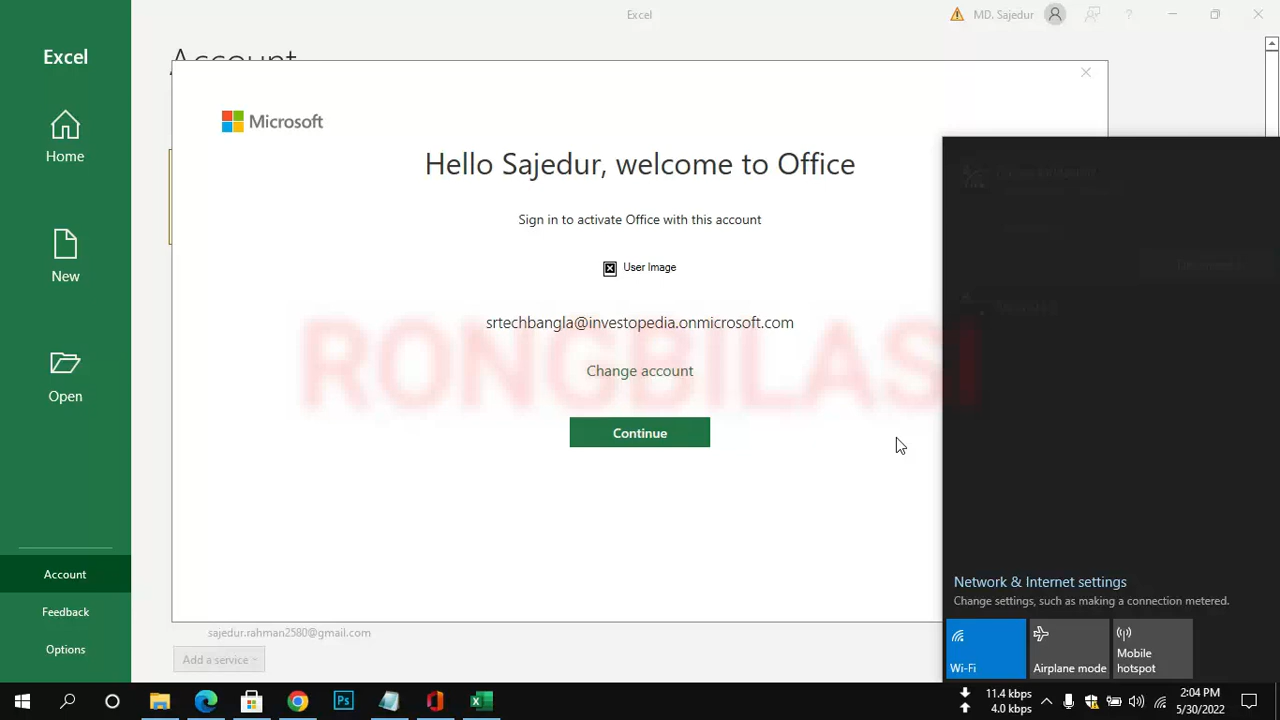 Excel
MD. Sajedur
?
Excel
Account
Microsoft
Home
Hello Sajedur, welcome to Office
Sign in to activate Office with this account
User Image
New
srtechbangla@investopedia.onmicrosoft.com
RONGBILASI
Change account
Open
Continue
Account
Network & Internet settings
Change settings, such as making a connection metered.
Feedback
sajedur.rahman2580@gmail.com
Options
Add a service
Wi-Fi
Airplane mode
Mobile
hotspot
Ps
11.4 kbps
4.0 kbps
2:04 PM
5/30/2022